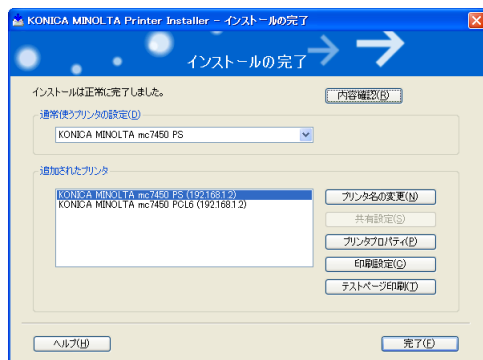 KONICA MINOLTA Printer Installer - インストールの完了
インストールの完了
インストールは正常に完了しました。
内容確認(R)
通常使うプリンタの設定(D)
KONICA MINOLTA mc7450 PS
追加されたプリンタ
KONICA MINOLTA mc7450 PS (192.168.1.2)
KONICA MINOLTA mc7450 PCL6 (192.168.1.2)
プリンタ名の変更(N)
共有設定(S)
プリンタプロパティ(P)
印刷設定(C)
テストページ印刷(T)
ヘルプ(H)
完了(F)